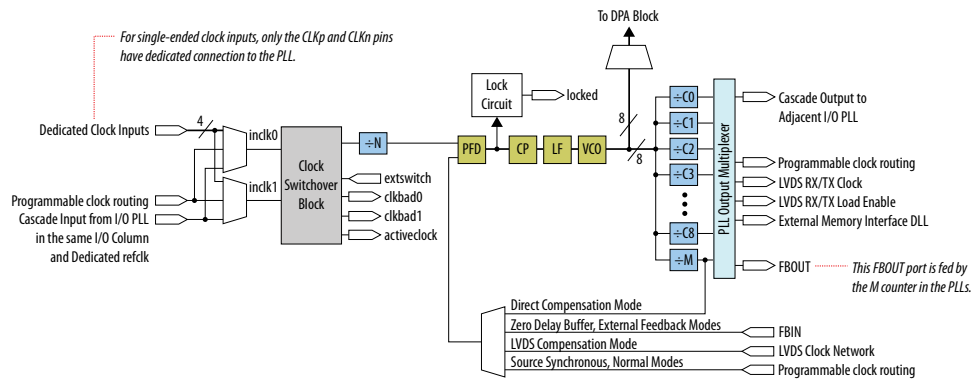 To DPA Block
For single-ended clock inputs, only the CLKp and CLKn pins
have dedicated connection to the PLL.
Lock
Circuit
locked
4
Dedicated Clock Inputs
inclk0
÷N
PFD
CP
LF
VCO
8
8
÷C0
÷C1
÷C2
÷C3
÷C8
÷M
PLL Output Multiplexer
Cascade Output to
Adjacent I/O PLL
Programmable clock routing
LVDS RX/TX Clock
LVDS RX/TX Load Enable
External Memory Interface DLL
FBOUT
This FBOUT port is fed by
the M counter in the PLLs.
Clock
Switchover
Block
inclk1
extswitch
clkbad0
clkbad1
activeclock
Programmable clock routing
Cascade Input from I/O PLL
in the same I/O Column
and Dedicated refclk
Direct Compensation Mode
Zero Delay Buffer, External Feedback Modes
FBIN
LVDS Compensation Mode
LVDS Clock Network
Source Synchronous, Normal Modes
Programmable clock routing